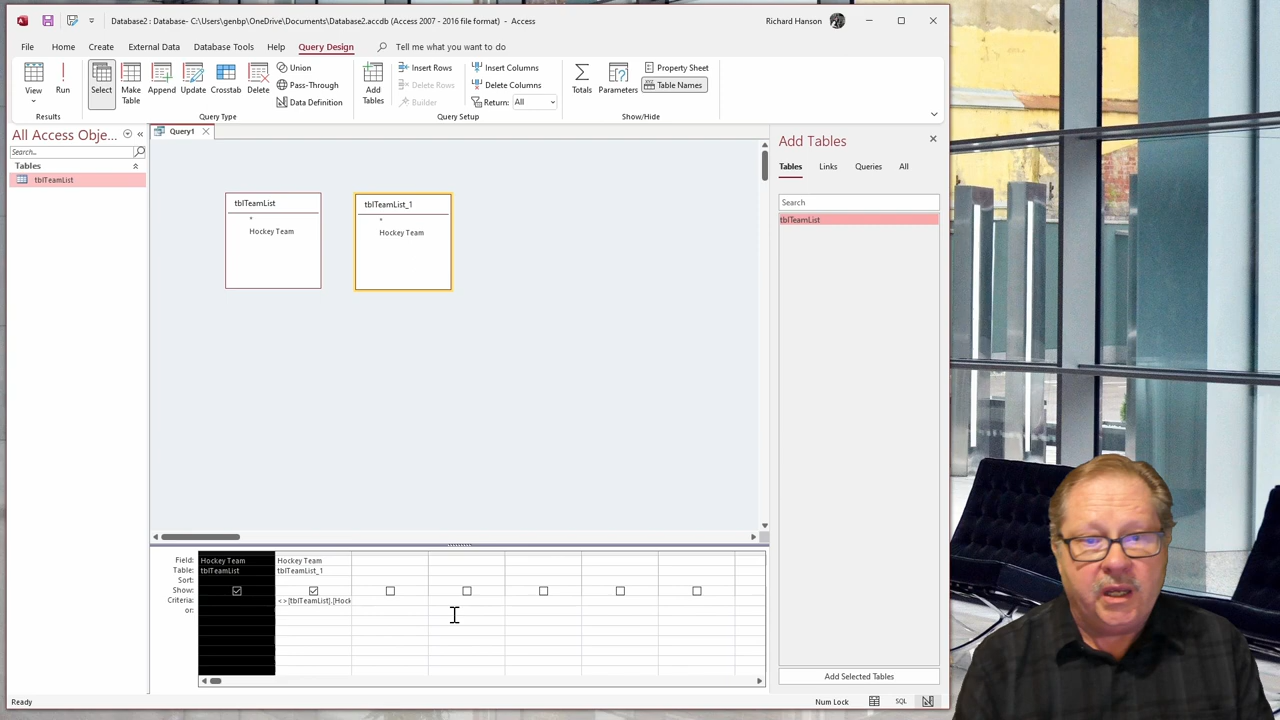 Database2 : Database- C:\Users\genbp\OneDrive\Documents\Database2.accdb (Access 2007 - 2016 file format) - Access
Richard Hanson
File Home Create External Data Database Tools Help Query Design Tell me what you want to do
View
Run
Select
Make Table
Append
Update
Crosstab
Delete
Union
Pass-Through
Data Definition
Add Tables
Insert Rows
Delete Rows
Builder
Insert Columns
Delete Columns
Return: All
Totals
Parameters
Property Sheet
Table Names
Results
Query Type
Query Setup
Show/Hide
All Access Obje...
Search...
Tables
tblTeamList
Query1
tblTeamList
*
Hockey Team
tblTeamList_1
*
Hockey Team
Add Tables
Tables Links Queries All
Search
tblTeamList
Add Selected Tables
Field: Hockey Team Hockey Team
Table: tblTeamList tblTeamList_1
Sort:
Show:
Criteria: <>[tblTeamList].[Hock
or:
Ready
Num Lock
SQL